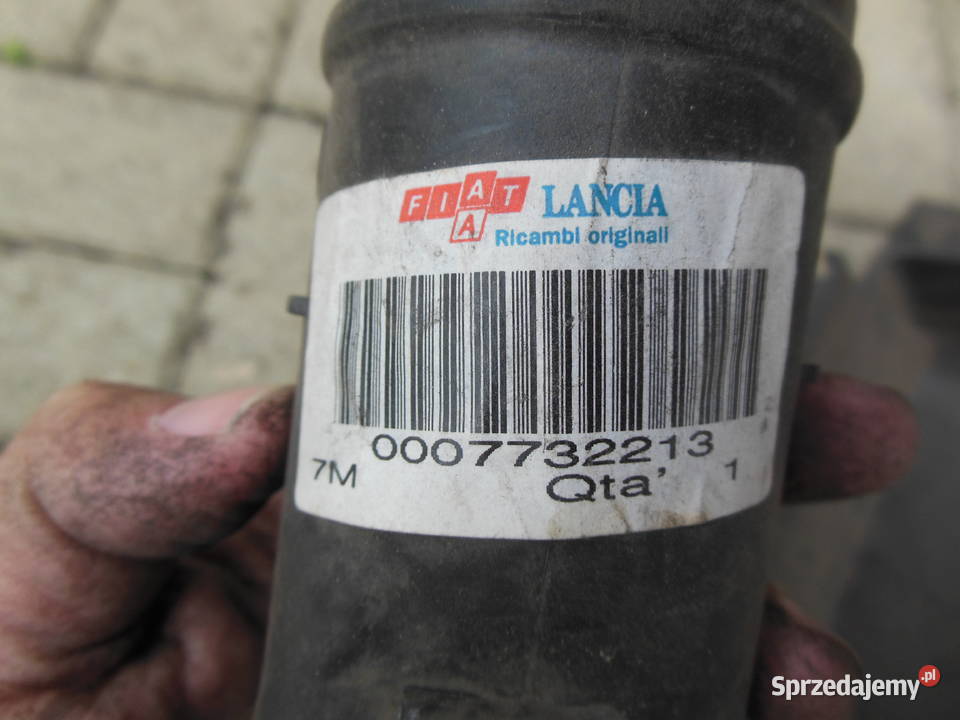 FIAT LANCIA
A
Ricambi originali
0007732213
7M Qta' 1
Sprzedajemy.pl